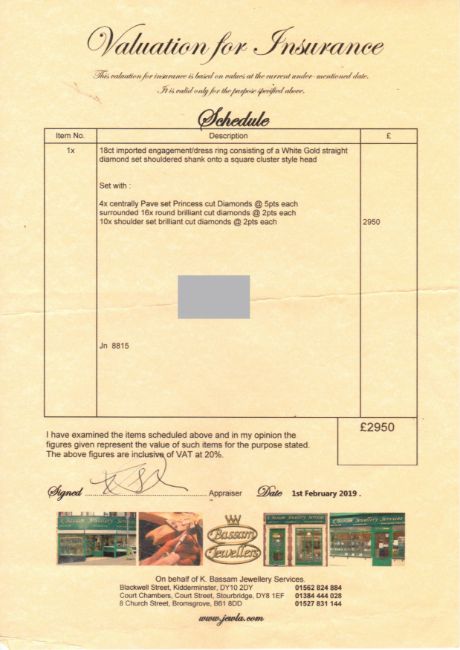 Valuation for Insurance
This valuation for insurance is based on values at the current under-mentioned date.
It is valid only for the purpose specified above.
Schedule
Item No. Description £
1x 18ct imported engagement/dress ring consisting of a White Gold straight
diamond set shouldered shank onto a square cluster style head
Set with :
4x centrally Pave set Princess cut Diamonds @ 5pts each
surrounded 16x round brilliant cut diamonds @ 2pts each
10x shoulder set brilliant cut diamonds @ 2pts each 2950
Jn 8815
£2950
I have examined the items scheduled above and in my opinion the
figures given represent the value of such items for the purpose stated.
The above figures are inclusive of VAT at 20%.
Signed Appraiser Date 1st February 2019 .
K. Bassam Jewellery Services
Bassam
Jewellers
On behalf of K. Bassam Jewellery Services.
Blackwell Street, Kidderminster, DY10 2DY 01562 824 884
Court Chambers, Court Street, Stourbridge, DY8 1EF 01384 444 028
8 Church Street, Bromsgrove, B61 8DD 01527 831 144
www.jewla.com